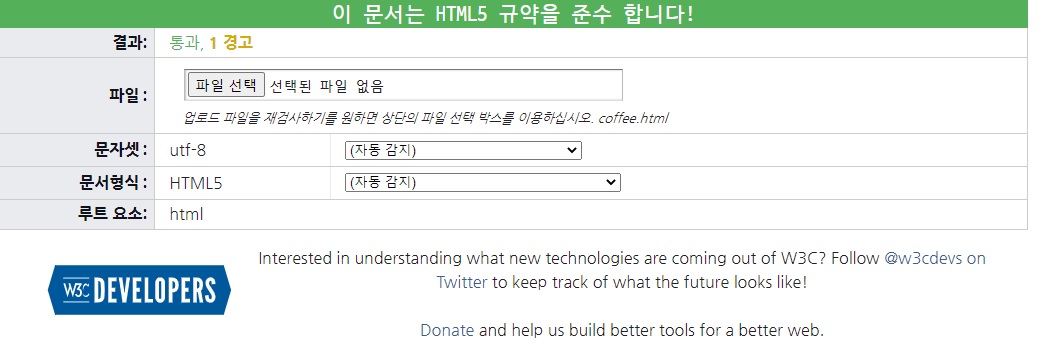 이 문서는 HTML5 규약을 준수 합니다!
결과: 통과, 1 경고
파일 : 파일 선택 선택된 파일 없음
업로드 파일을 재검사하기를 원하면 상단의 파일 선택 박스를 이용하십시오. coffee.html
문자셋 : utf-8 (자동 감지)
문서형식 : HTML5 (자동 감지)
루트 요소: html
W3C DEVELOPERS
Interested in understanding what new technologies are coming out of W3C? Follow @w3cdevs on
Twitter to keep track of what the future looks like!
Donate and help us build better tools for a better web.